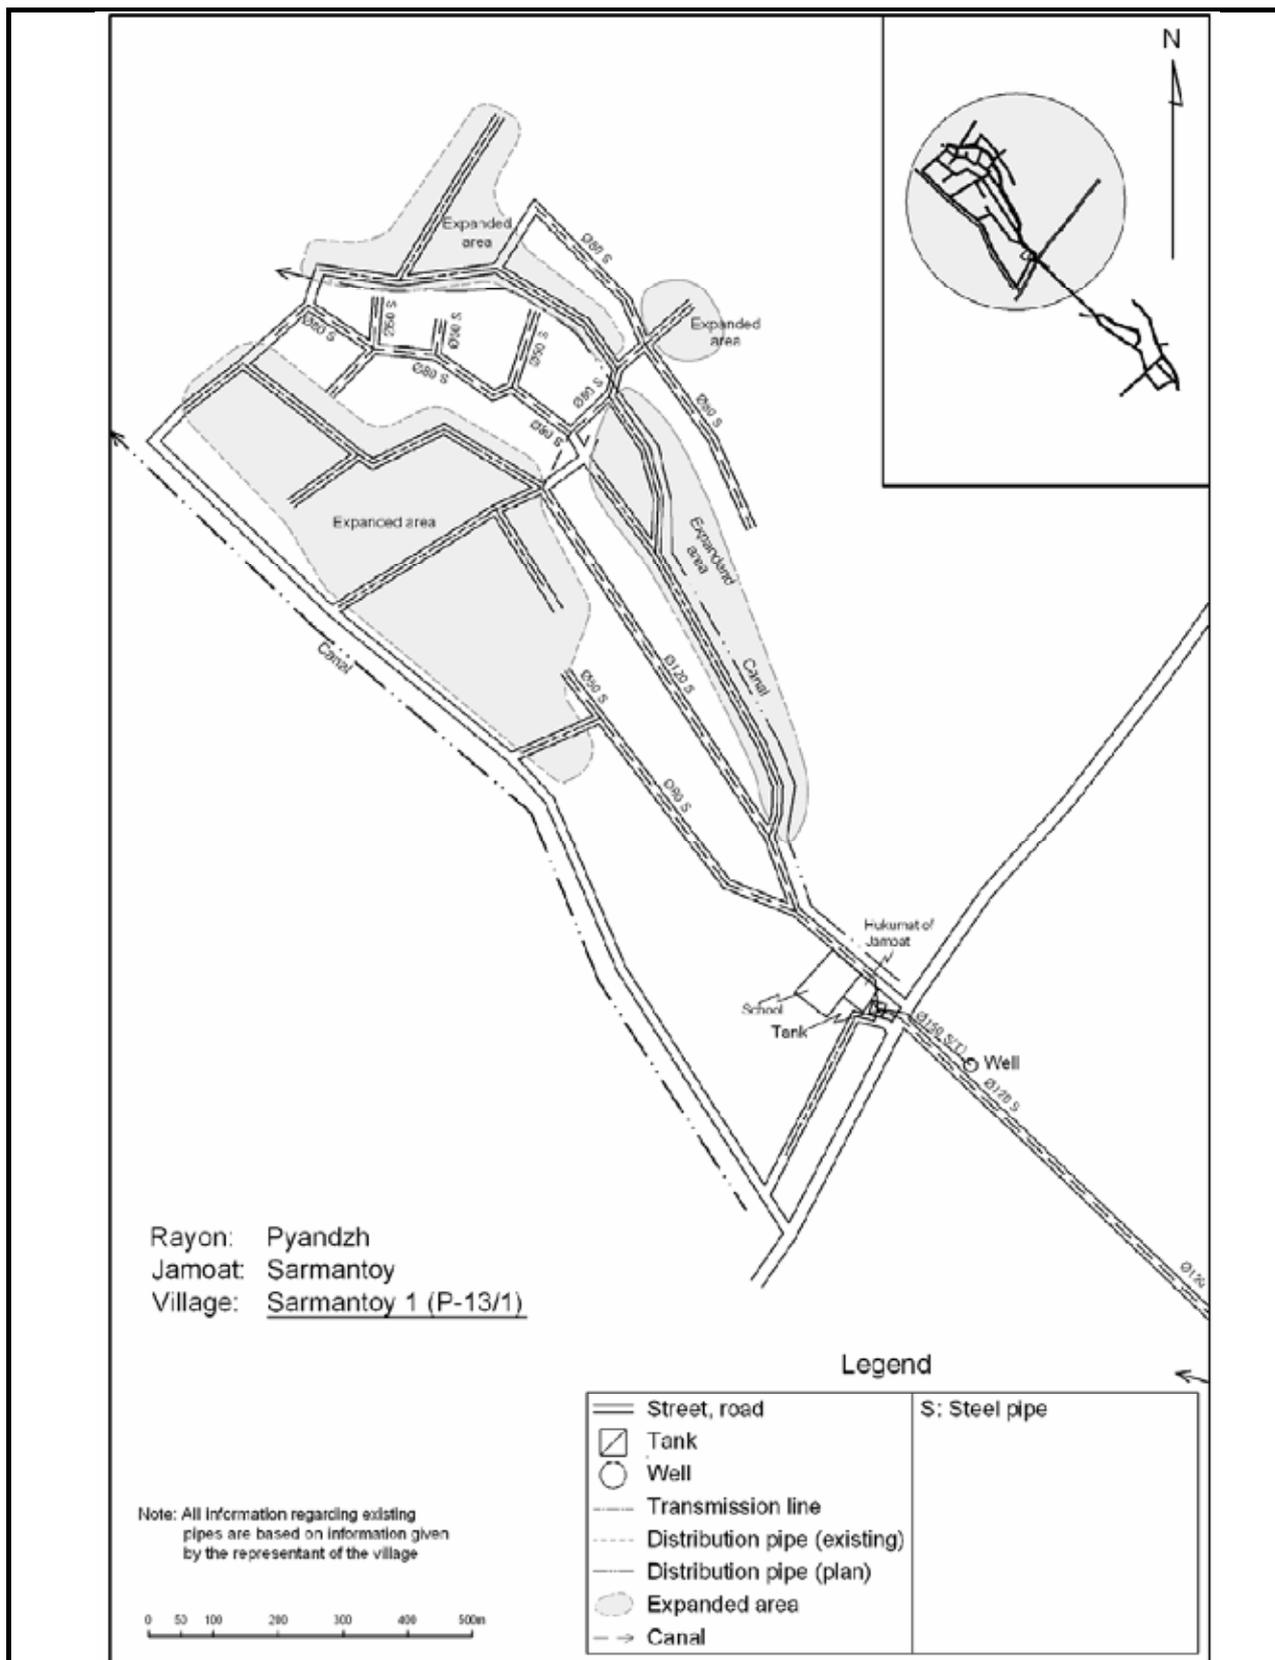 N
Expanded
area
Ø80 S
Expanded
area
Ø80 S
Ø50 S
Ø50 S
Ø80 S
Ø80 S
Ø80 S
Ø80 S
Expanced area
Expandand
area
Canal
Canal
Ø120 S
Ø50 S
Hukumat of
Jamoat
School
Tank
Ø150 S(T)
Well
Ø120 S
Rayon: Pyandzh
Jamoat: Sarmantoy
Village: Sarmantoy 1 (P-13/1)
Legend
Street, road
Tank
Well
Transmission line
Distribution pipe (existing)
Distribution pipe (plan)
Expanded area
Canal
S: Steel pipe
Note: All information regarding existing
pipes are based on information given
by the representant of the village
0 50 100 200 300 400 500m